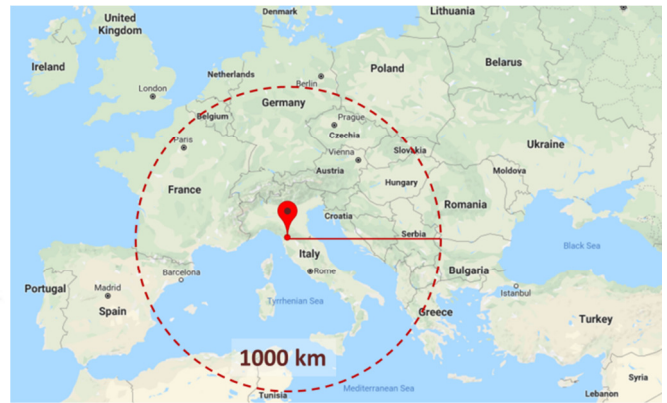 Denmark
Lithuania
United
Kingdom
Ireland
Belarus
Poland
Netherlands
Berlin
London
Germany
Belgium
Prague
Czechia
Ukraine
Paris
Slovakia
Vienna
Moldova
Austria
Hungary
France
Romania
Croatia
Serbia
Italy
Black Sea
Bulgaria
Rome
Barcelona
Portugal
Madrid
Istanbul
Tyrrhenian Sea
Spain
Greece
Turkey
1000 km
Syria
Mediterranean Sea
Tunisia
Lebanon